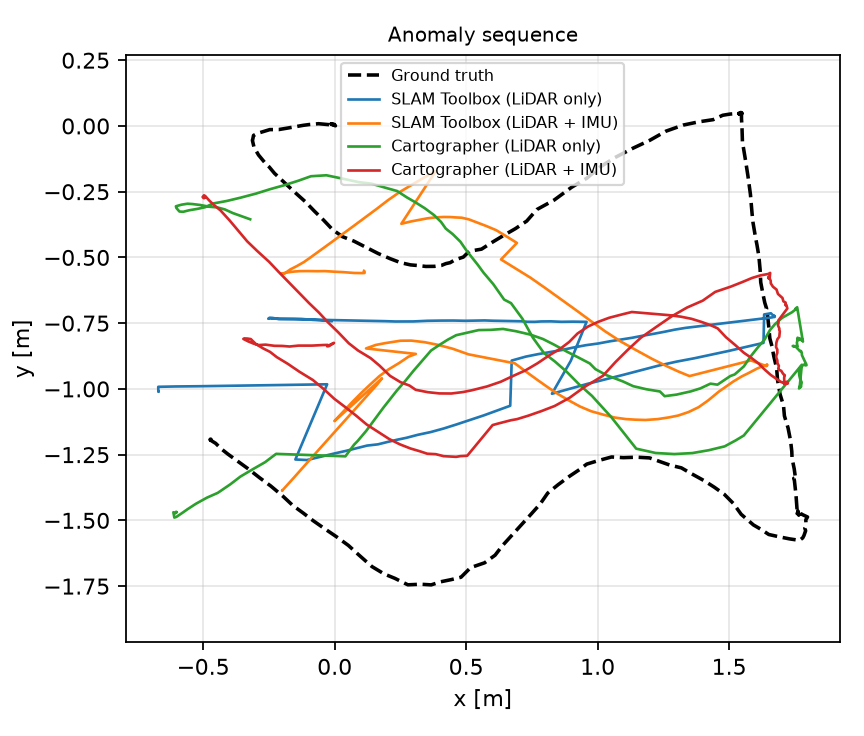 Anomaly sequence
Ground truth
SLAM Toolbox (LiDAR only)
SLAM Toolbox (LiDAR + IMU)
Cartographer (LiDAR only)
Cartographer (LiDAR + IMU)
0.25
0.00
−0.25
−0.50
−0.75
−1.00
−1.25
−1.50
−1.75
y [m]
−0.5 0.0 0.5 1.0 1.5
x [m]